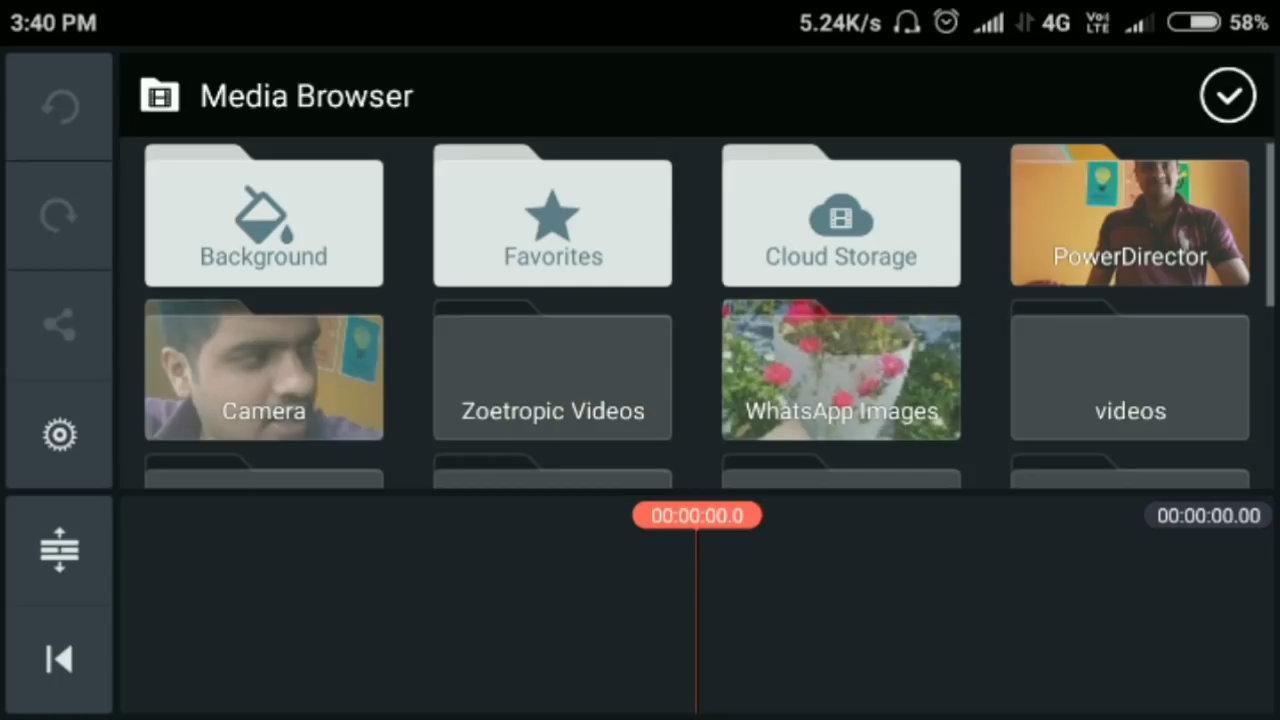 3:40 PM
5.24K/s 4G Vo) LTE 58%
Media Browser
Background
Favorites
Cloud Storage
PowerDirector
Camera
Zoetropic Videos
WhatsApp Images
videos
00:00:00.0
00:00:00.00